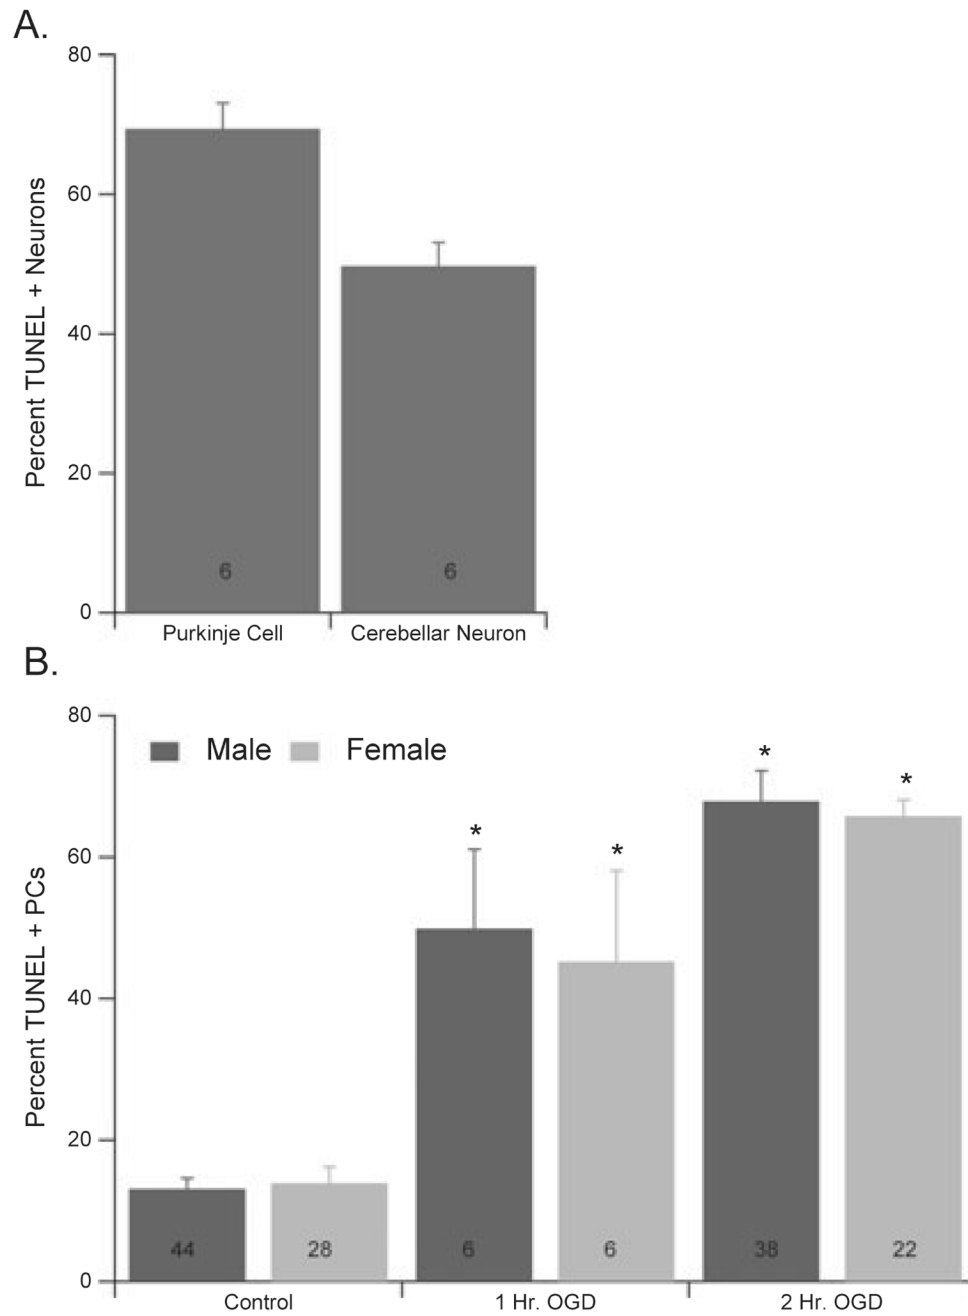 A.
80
60
40
20
0
Percent TUNEL + Neurons
6
6
Purkinje Cell
Cerebellar Neuron
B.
80
60
40
20
0
Percent TUNEL + PCs
Male
Female
*
*
*
*
44
28
6
6
38
22
Control
1 Hr. OGD
2 Hr. OGD